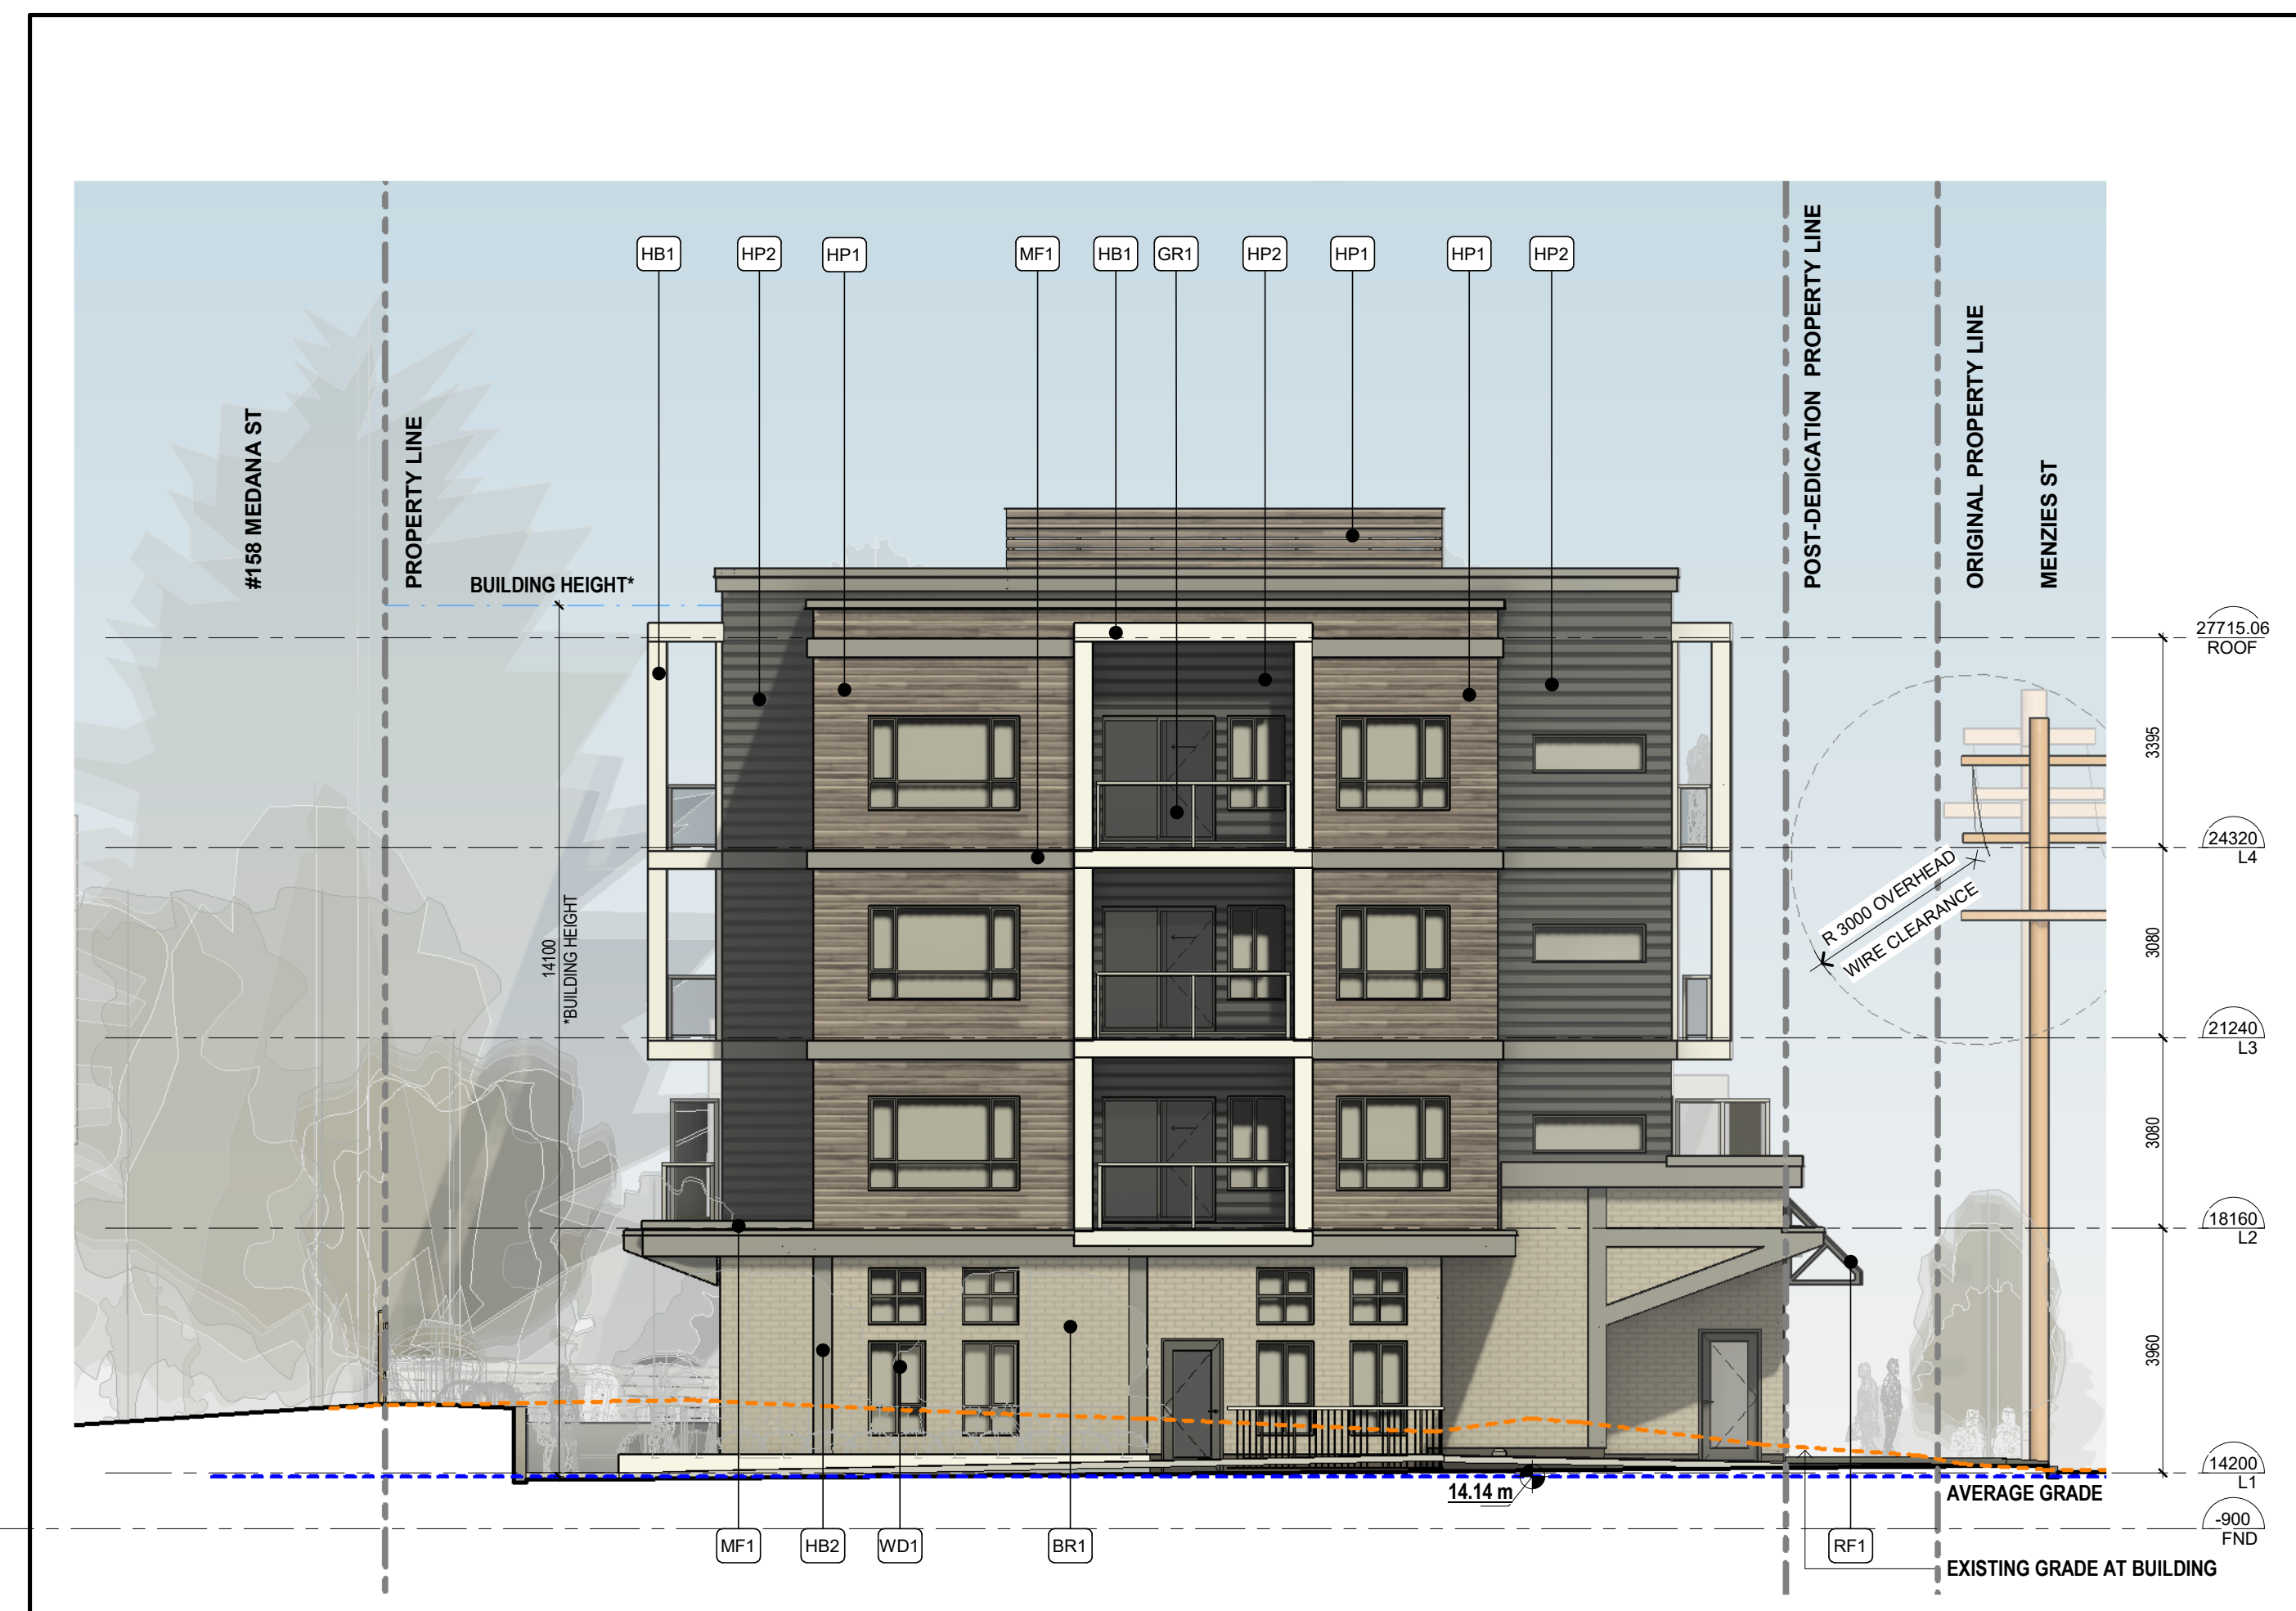 HB1
HP2
HP1
MF1
HB1
GR1
HP2
HP1
HP1
HP2
#158 MEDANA ST
PROPERTY LINE
POST-DEDICATION PROPERTY LINE
ORIGINAL PROPERTY LINE
MENZIES ST
BUILDING HEIGHT*
14100
*BUILDING HEIGHT
27715.06
ROOF
3395
24320
L4
R 3000 OVERHEAD
WIRE CLEARANCE
3080
21240
L3
3080
18160
L2
3960
14200
L1
14.14 m
AVERAGE GRADE
-900
FND
MF1
HB2
WD1
BR1
RF1
EXISTING GRADE AT BUILDING